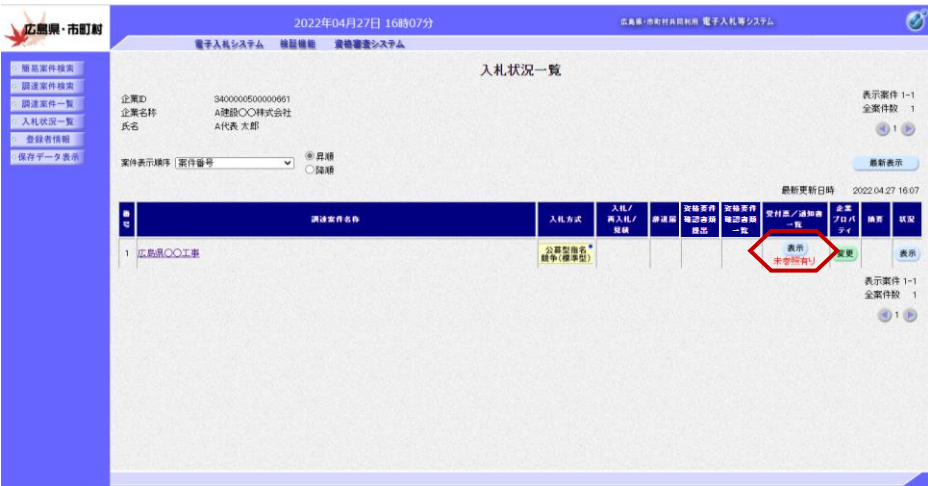 広島県・市町村
2022年04月27日 16時07分
広島県・市町村共同利用 電子入札等システム
電子入札システム 検証機能 資格審査システム
簡易案件検索
調達案件検索
調達案件一覧
入札状況一覧
登録者情報
保存データ表示
入札状況一覧
企業ID 3400000500000661
企業名称 A建設〇〇株式会社
氏名 A代表 太郎
表示案件 1-1
全案件数 1
1
案件表示順序 案件番号
昇順
降順
最新表示
最新更新日時 2022.04.27 16:07
番号 調達案件名称 入札方式 入札/再入札/見積 辞退届 資格要件確認書類提出 資格要件確認書類一覧 受付票/通知書一覧 企業プロパティ 摘要 状況
1 広島県〇〇工事 公募型指名競争(標準型) 表示 未参照有り 変更 表示
表示案件 1-1
全案件数 1
1